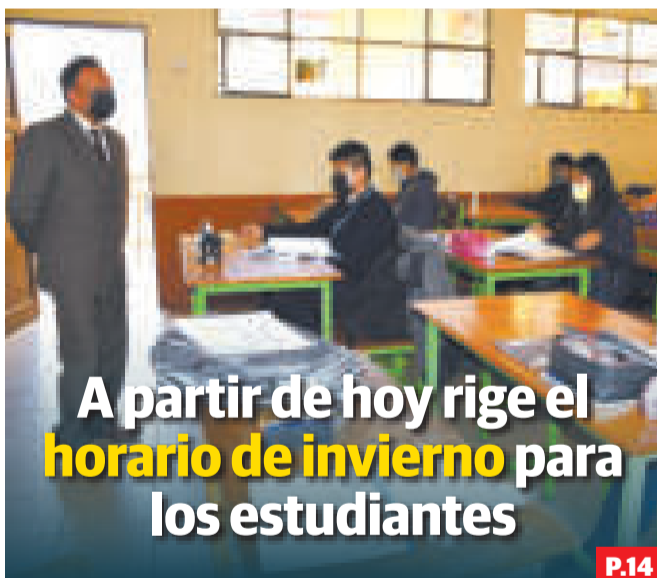 A partir de hoy rige el
horario de invierno para
los estudiantes
P.14